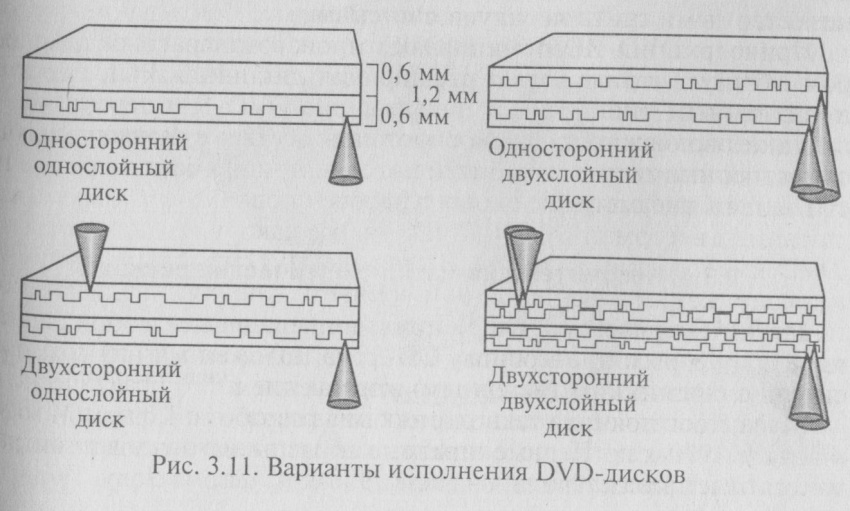 0,6 мм
1,2 мм
0,6 мм
Односторонний
однослойный
диск
Односторонний
двухслойный
диск
Двухсторонний
однослойный
диск
Двухсторонний
двухслойный
диск
Рис. 3.11. Варианты исполнения DVD-дисков